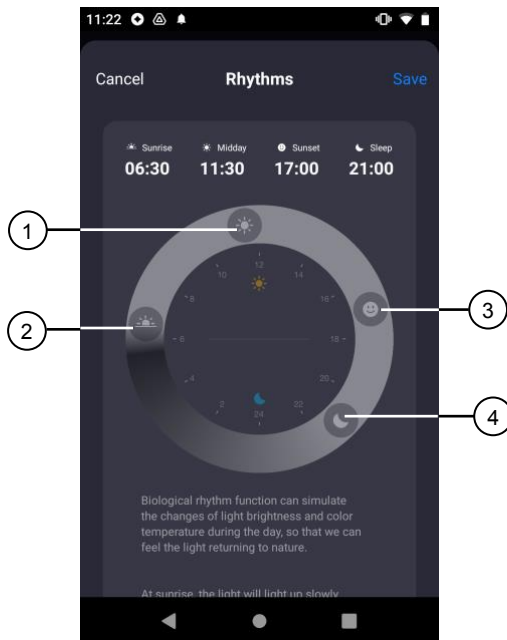 11:22
Cancel Rhythms Save
Sunrise Midday Sunset Sleep
06:30 11:30 17:00 21:00
1
12
10 14
8 16
2
3
6 18
4 20
2 22
24
4
Biological rhythm function can simulate
the changes of light brightness and color
temperature during the day, so that we can
feel the light returning to nature.
At sunrise, the light will light up slowly